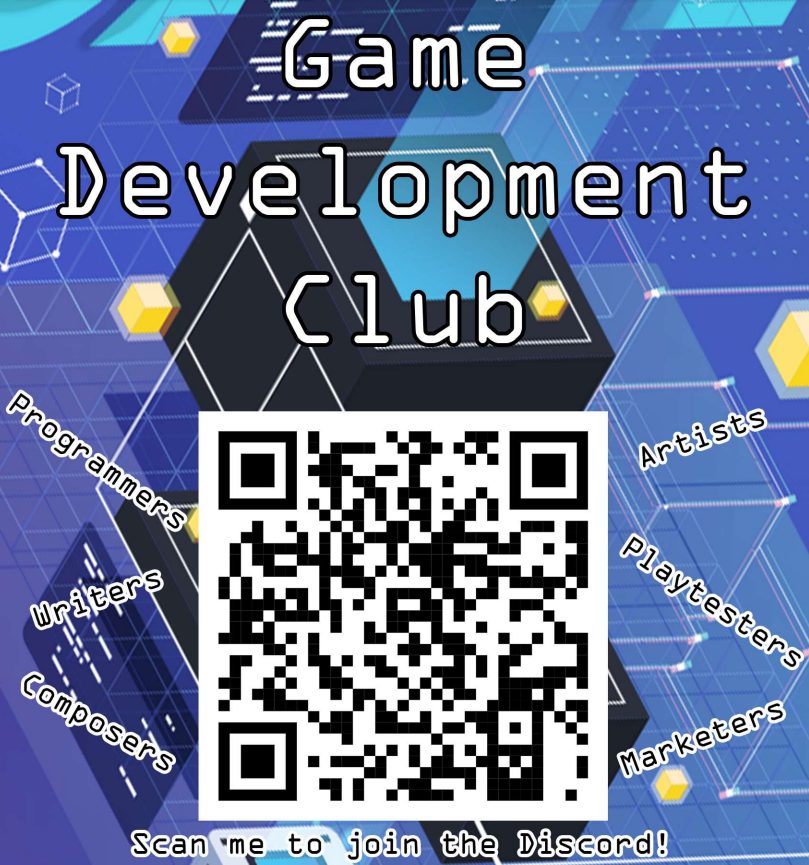 Game
Development
Club
Programmers
Artists
Writers
Playtesters
Composers
Marketers
Scan me to join the Discord!